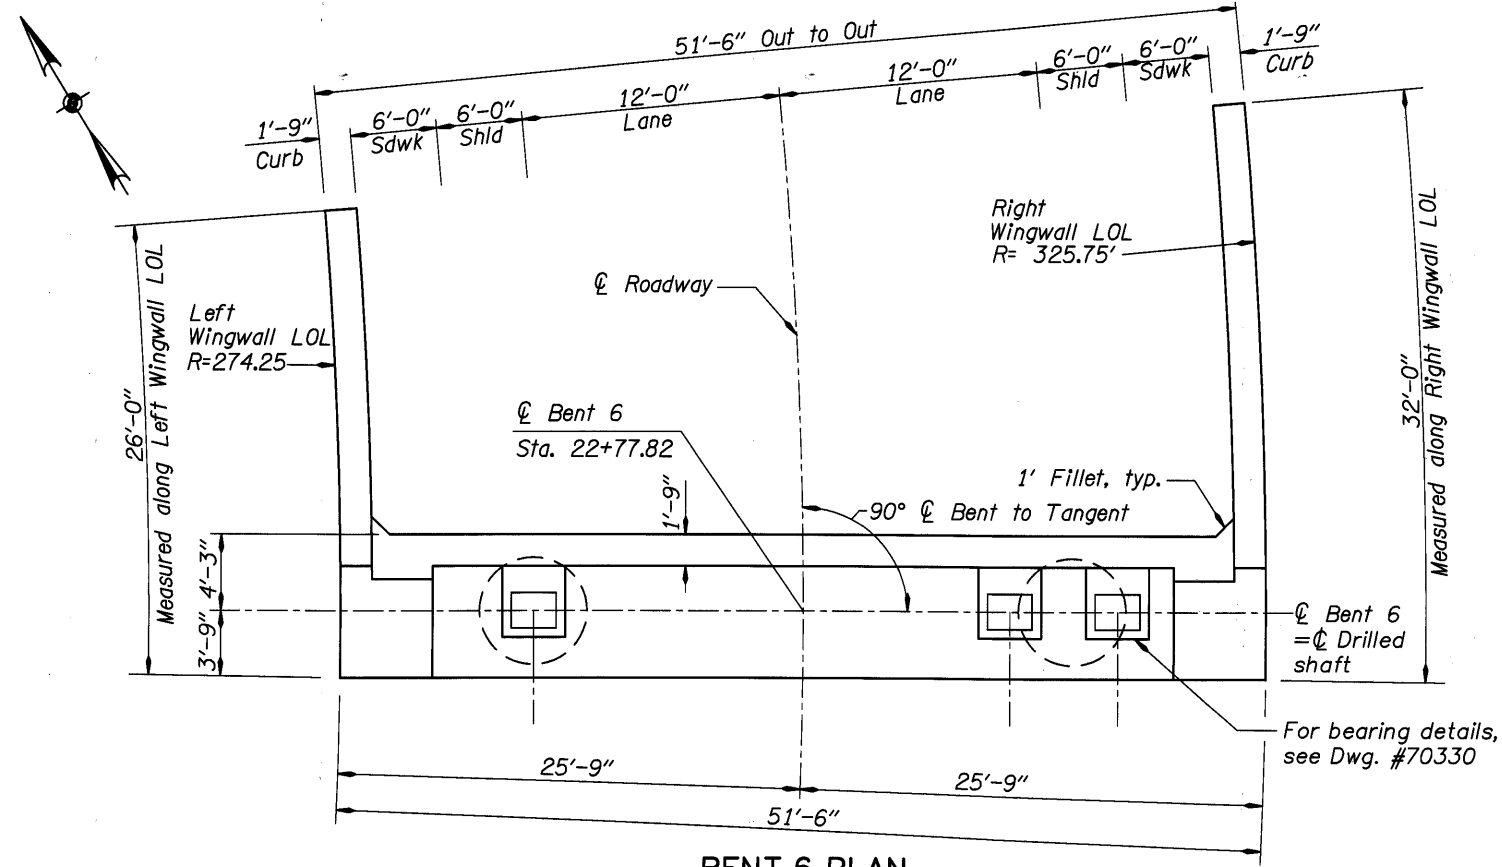 51'-6" Out to Out
1'-9"
Curb
6'-0"
Sdwk
6'-0"
Shld
12'-0"
Lane
12'-0"
Lane
6'-0"
Shld
6'-0"
Sdwk
1'-9"
Curb
Right
Wingwall LOL
R= 325.75'
℄ Roadway
Left
Wingwall LOL
R=274.25
26'-0"
Measured along Left Wingwall LOL
32'-0"
Measured along Right Wingwall LOL
℄ Bent 6
Sta. 22+77.82
1'-9"
1' Fillet, typ.
90° ℄ Bent to Tangent
4'-3"
3'-9"
℄ Bent 6
=℄ Drilled
shaft
For bearing details,
see Dwg. #70330
25'-9"
25'-9"
51'-6"
BENT 6 PLAN